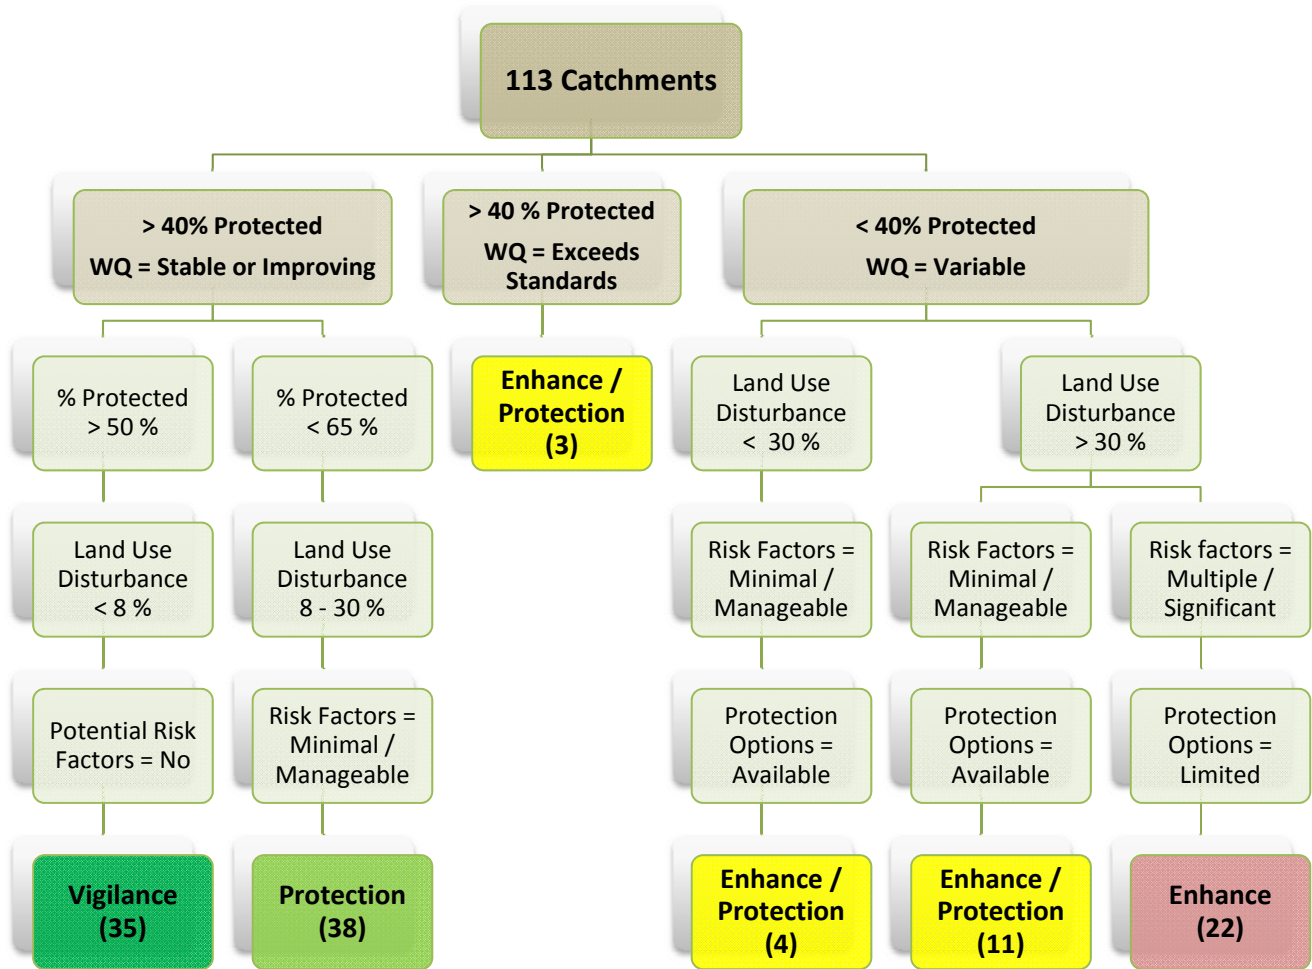 113 Catchments
> 40% Protected
WQ = Stable or Improving
> 40 % Protected
WQ = Exceeds
Standards
< 40% Protected
WQ = Variable
% Protected
> 50 %
% Protected
< 65 %
Enhance /
Protection
(3)
Land Use
Disturbance
< 30 %
Land Use
Disturbance
> 30 %
Land Use
Disturbance
< 8 %
Land Use
Disturbance
8 - 30 %
Risk Factors =
Minimal /
Manageable
Risk Factors =
Minimal /
Manageable
Risk factors =
Multiple /
Significant
Potential Risk
Factors = No
Risk Factors =
Minimal /
Manageable
Protection
Options =
Available
Protection
Options =
Available
Protection
Options =
Limited
Vigilance
(35)
Protection
(38)
Enhance /
Protection
(4)
Enhance /
Protection
(11)
Enhance
(22)